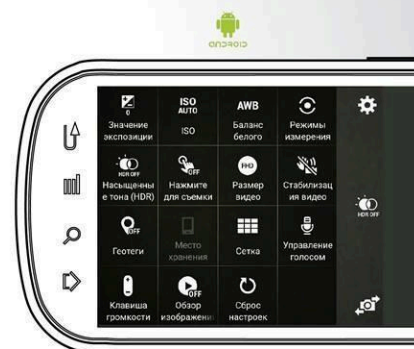 ANDROID
0
ISO
AUTO
AWB
Значение
экспозиции
ISO
Баланс
белого
Режимы
измерения
HDR OFF
OFF
FHD
Насыщенны
е тона (HDR)
Нажмите
для съемки
Размер
видео
Стабилизац
ия видео
HDR OFF
OFF
Геотеги
Место
хранения
Сетка
Управление
голосом
OFF
Клавиша
громкости
Обзор
изображени
Сброс
настроек